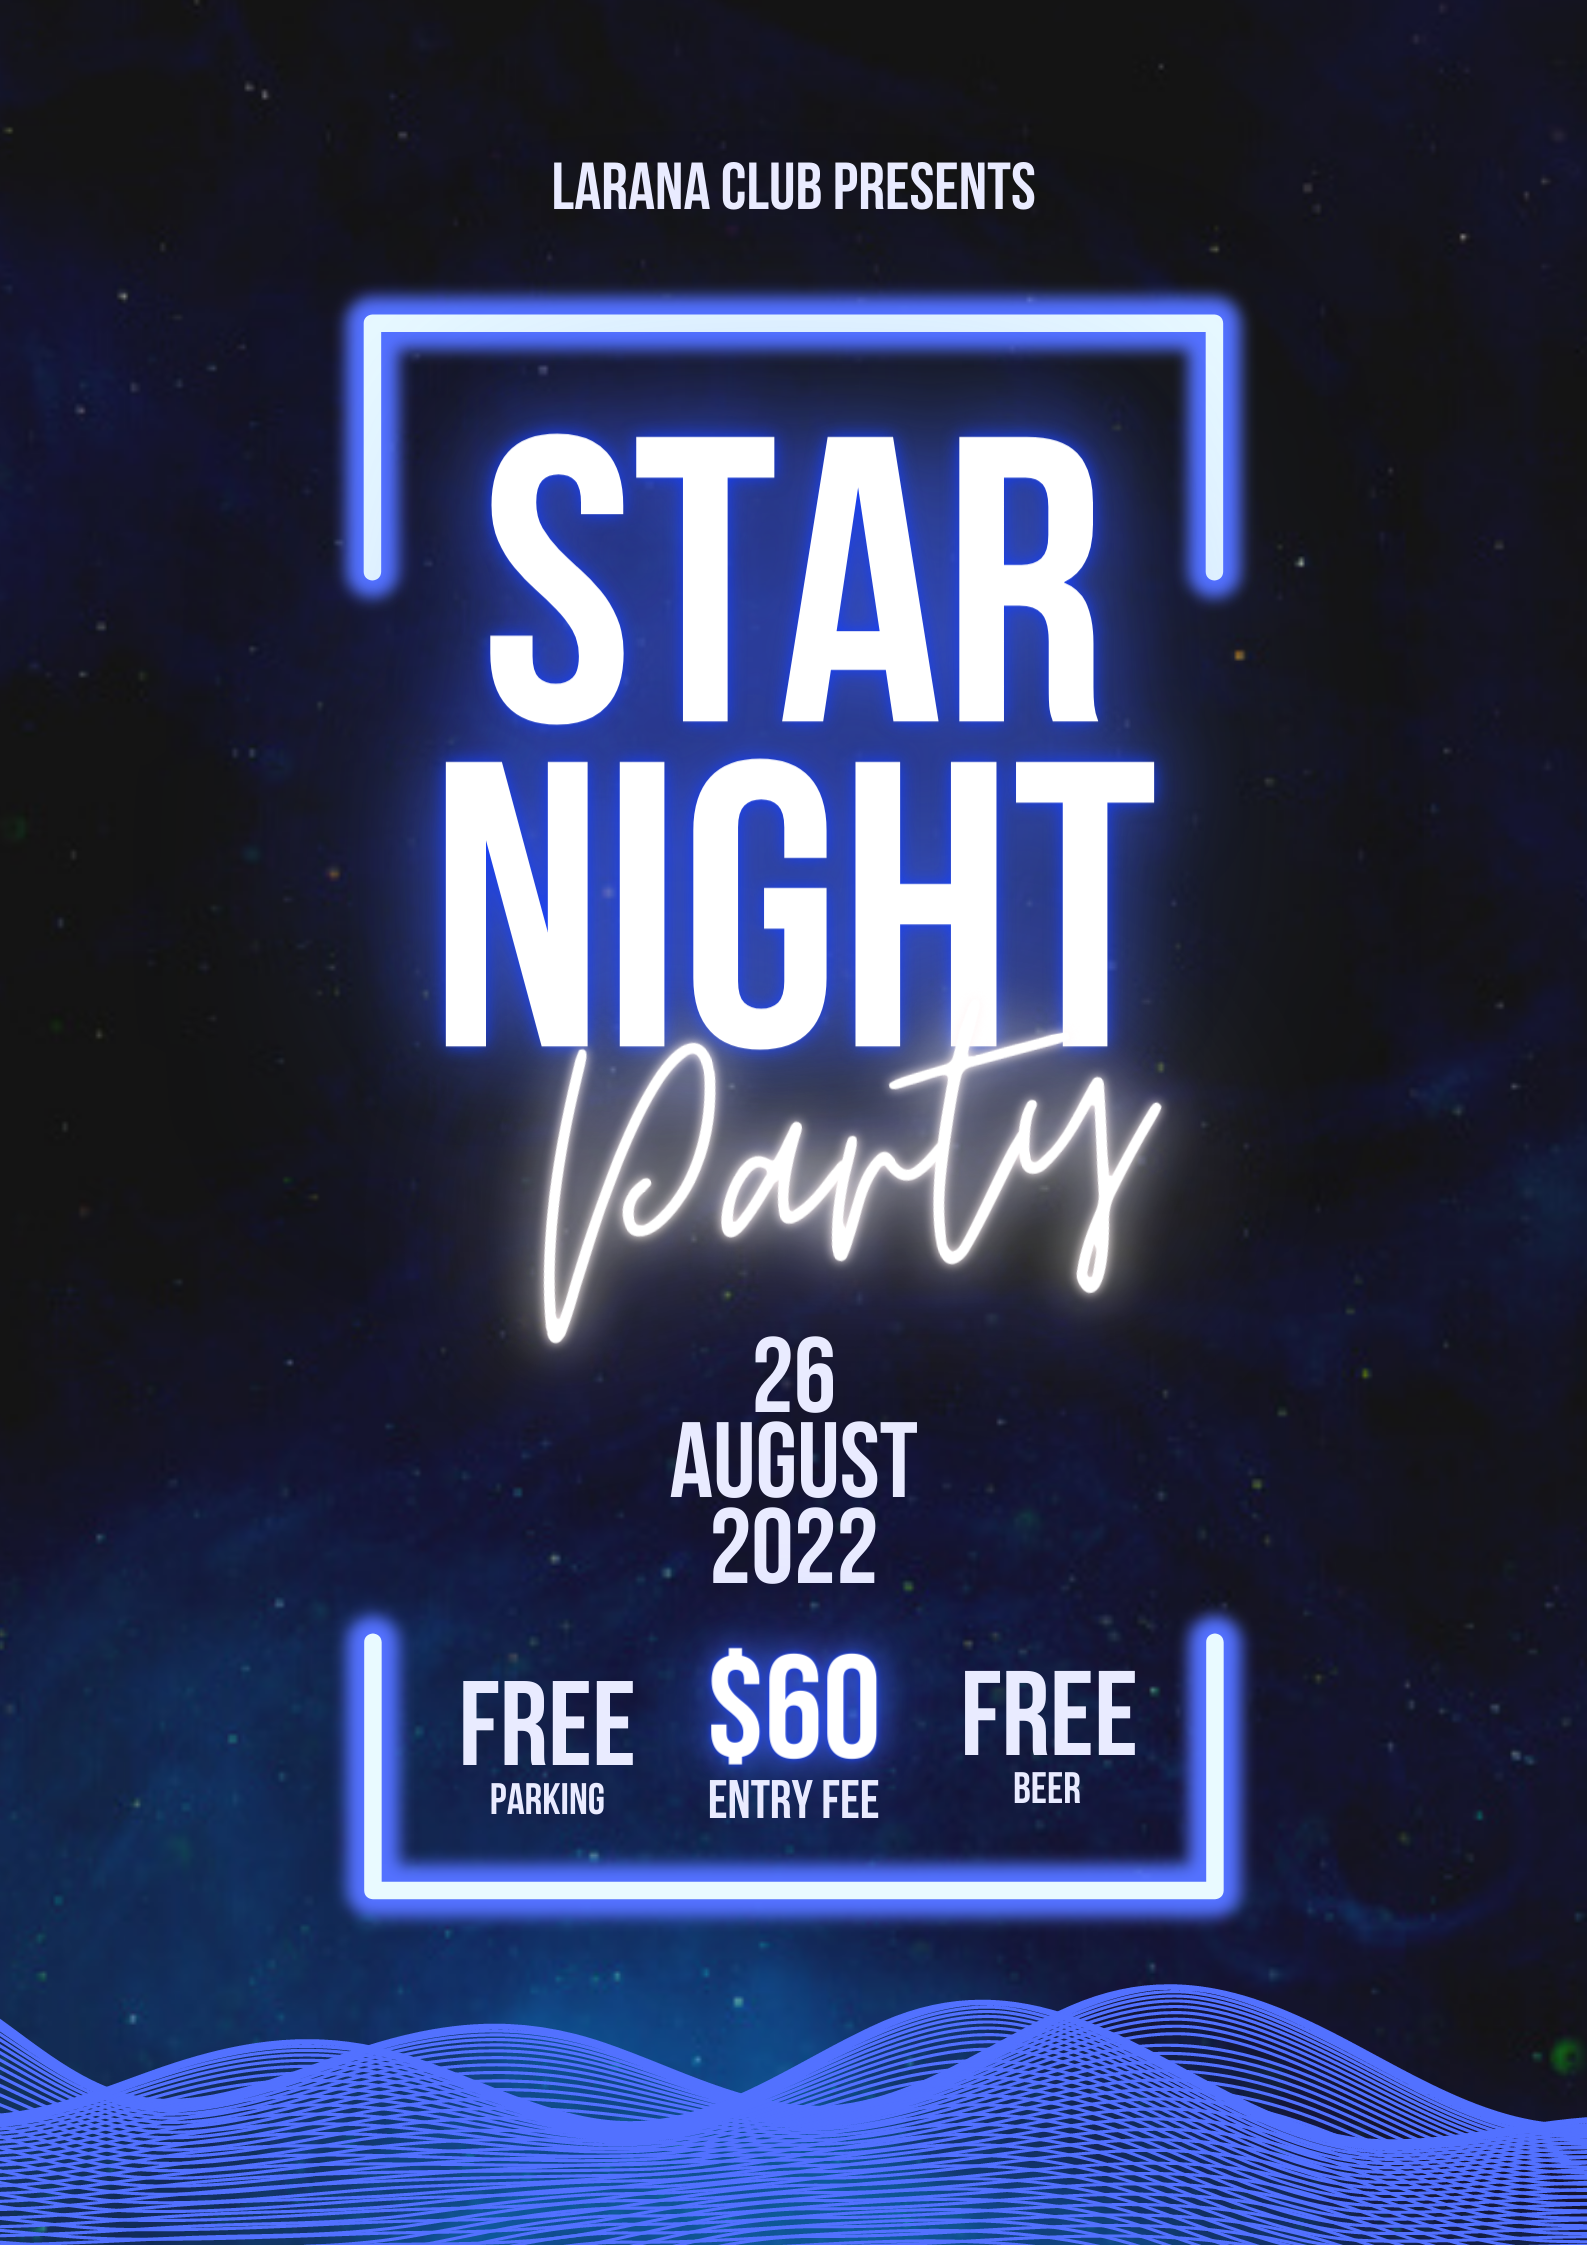 LARANA CLUB PRESENTS
STAR
NIGHT
Party
26
AUGUST
2022
FREE
PARKING
$60
ENTRY FEE
FREE
BEER